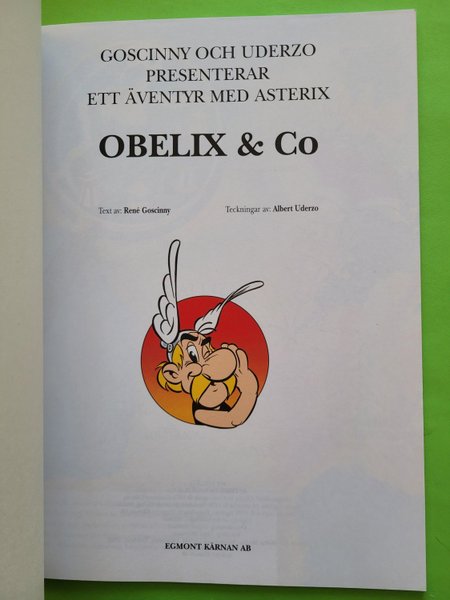 GOSCINNY OCH UDERZO
PRESENTERAR
ETT ÄVENTYR MED ASTERIX
OBELIX & Co
Text av: René Goscinny
Teckningar av: Albert Uderzo
EGMONT KÄRNAN AB